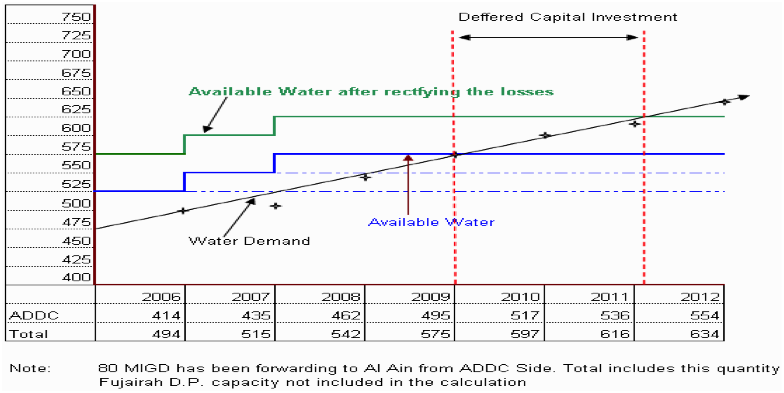 Deffered Capital Investment
750
725
700
675
650
625
600
575
550
525
500
475
450
425
400
Available Water after rectfying the losses
Available Water
Water Demand
2006 2007 2008 2009 2010 2011 2012
ADDC 414 435 462 495 517 536 554
Total 494 515 542 575 597 616 634
Note: 80 MIGD has been forwarding to Al Ain from ADDC Side. Total includes this quantity
Fujairah D.P. capacity not included in the calculation